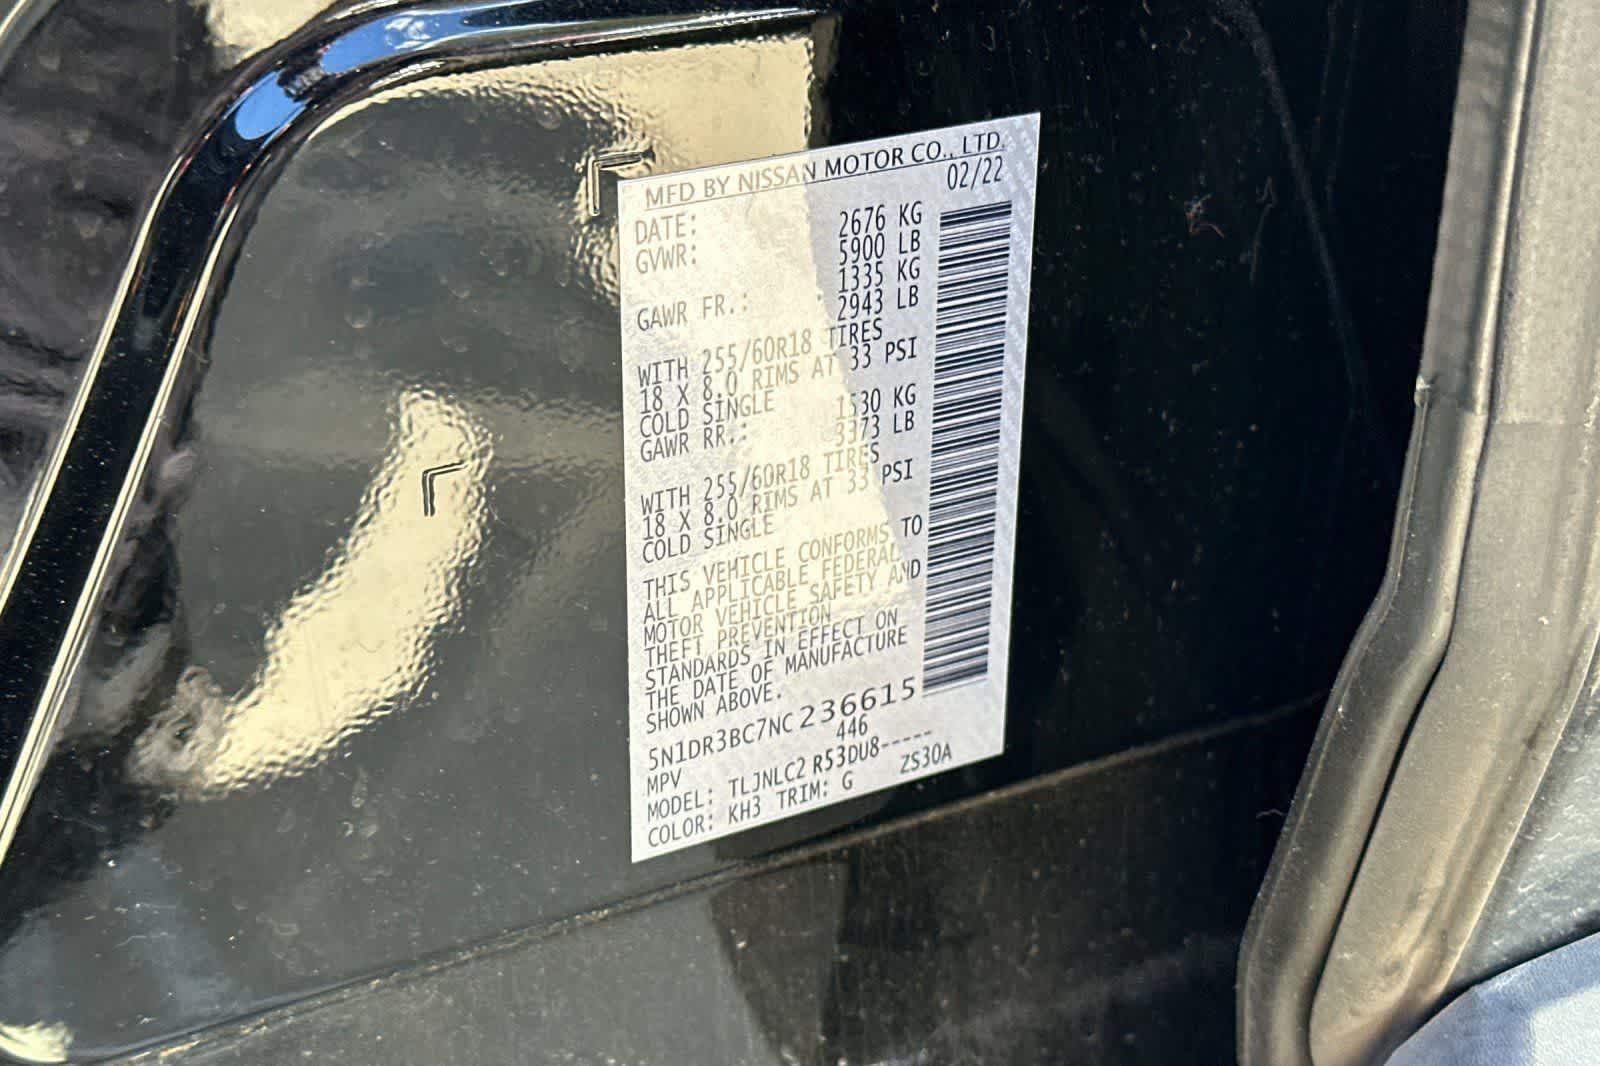 MFD BY NISSAN MOTOR CO., LTD.
DATE: 02/22
GVWR: 2676 KG
5900 LB
GAWR FR.: 1335 KG
2943 LB
WITH 255/60R18 TIRES
18 X 8.0 RIMS AT 33 PSI
COLD SINGLE
GAWR RR.: 1530 KG
3373 LB
WITH 255/60R18 TIRES
18 X 8.0 RIMS AT 33 PSI
COLD SINGLE
THIS VEHICLE CONFORMS TO
ALL APPLICABLE FEDERAL
MOTOR VEHICLE SAFETY AND
THEFT PREVENTION
STANDARDS IN EFFECT ON
THE DATE OF MANUFACTURE
SHOWN ABOVE.
5N1DR3BC7NC236615
MPV 446
MODEL: TLJNLC2 R53DU8-----
COLOR: KH3 TRIM: G ZS30A